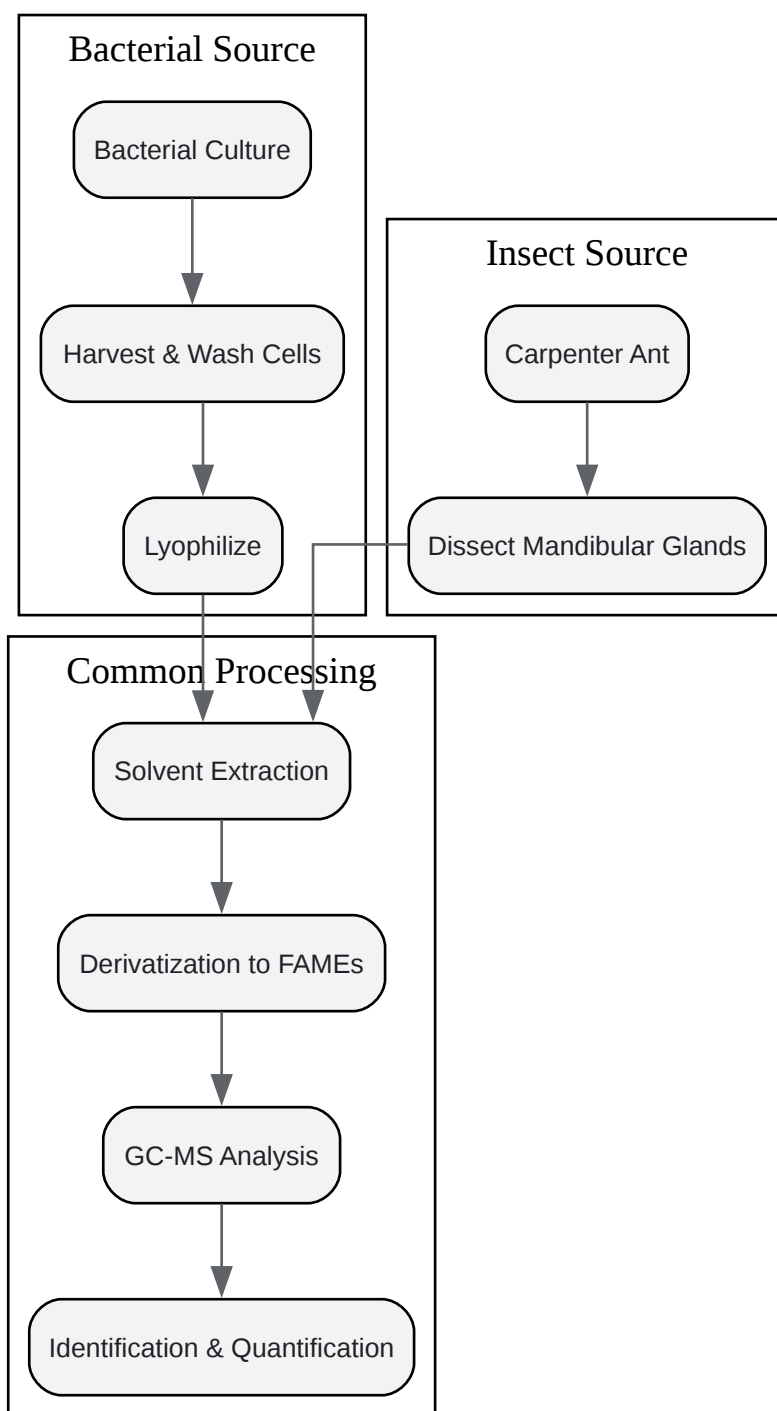 Bacterial Source
Bacterial Culture
Harvest & Wash Cells
Lyophilize
Insect Source
Carpenter Ant
Dissect Mandibular Glands
Common Processing
Solvent Extraction
Derivatization to FAMEs
GC-MS Analysis
Identification & Quantification